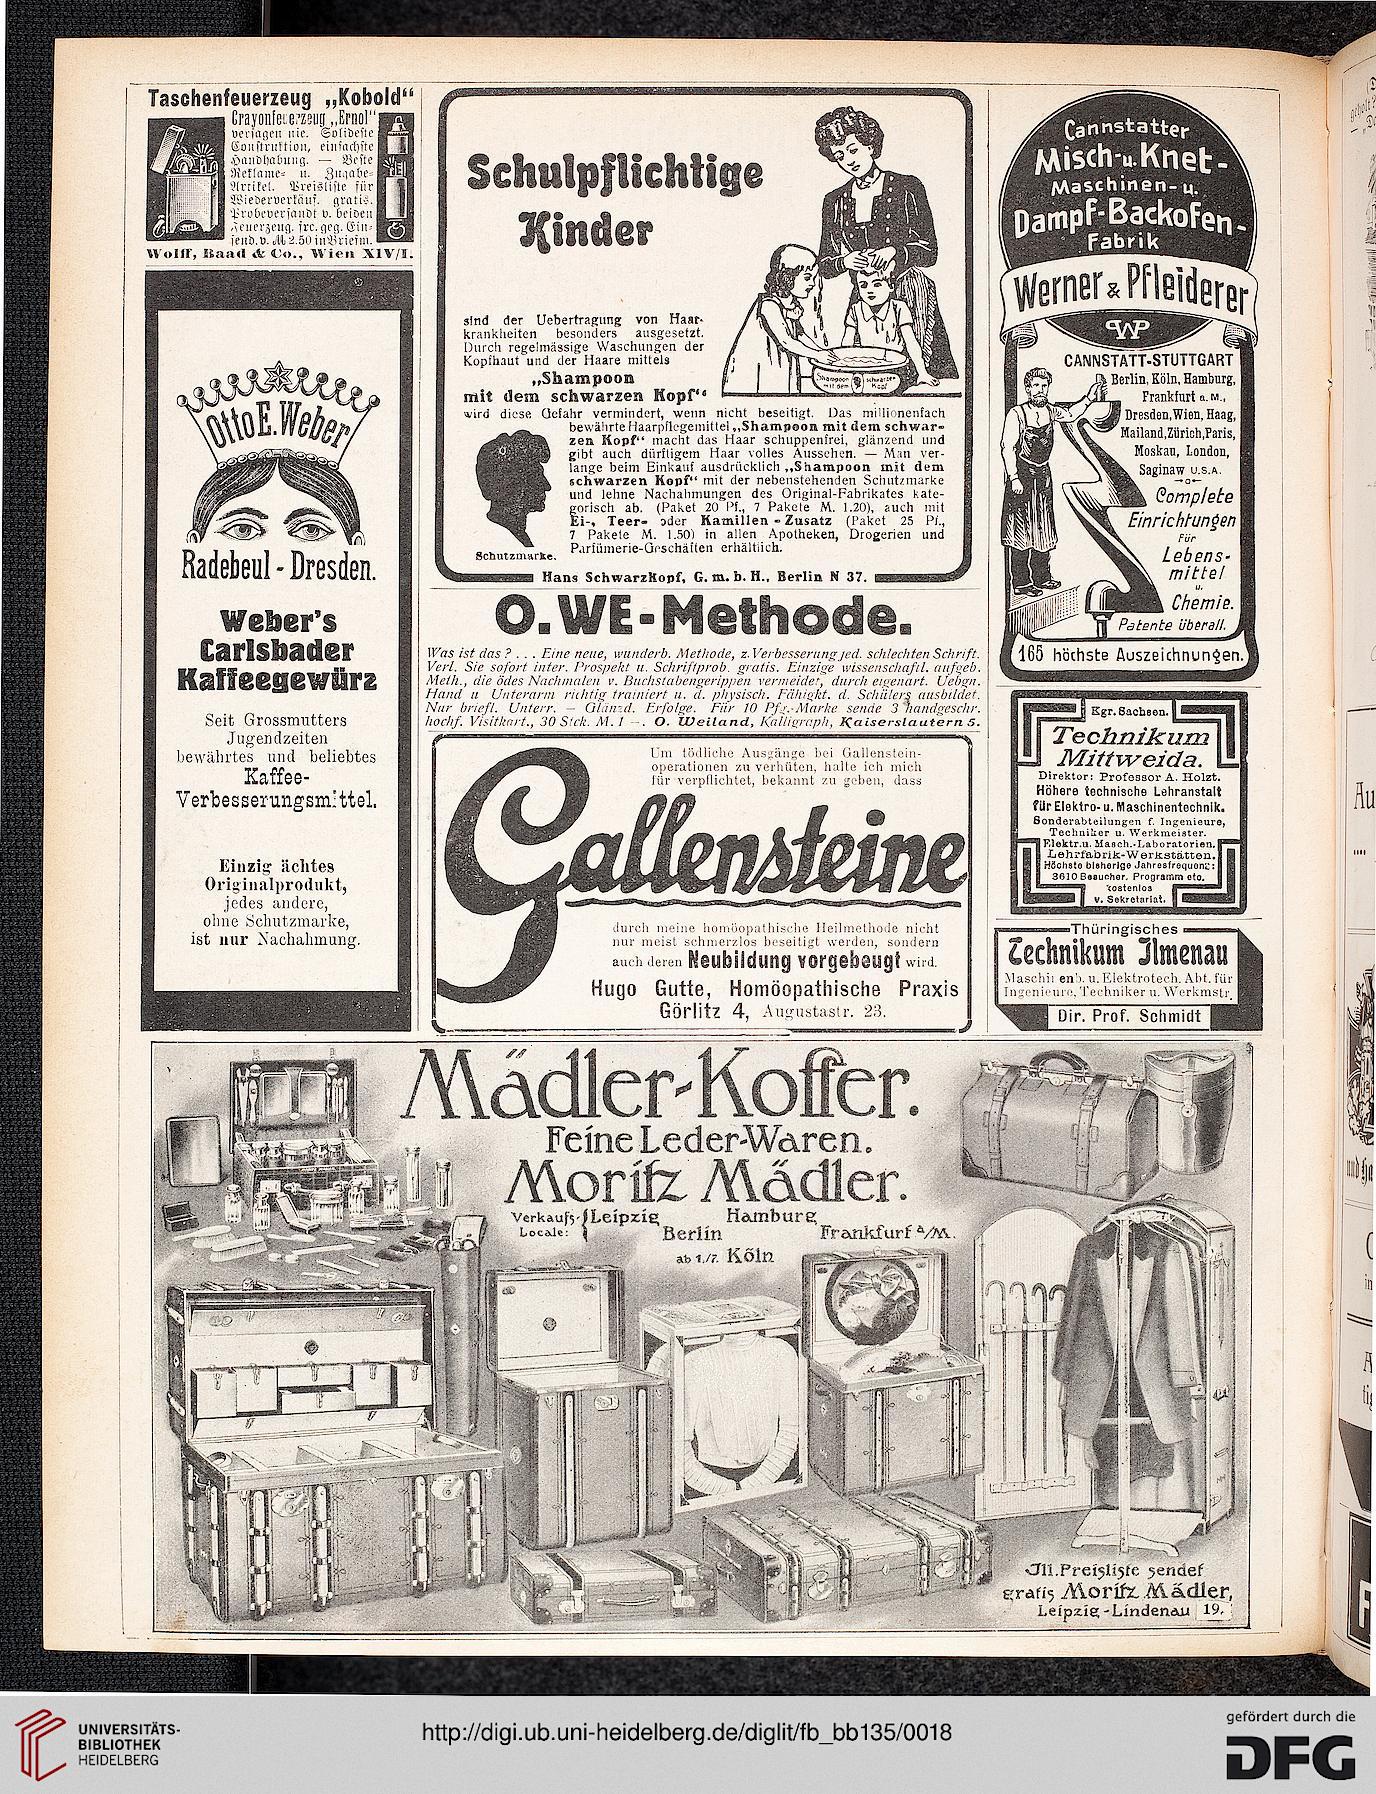 Taschenfeuerzeug „Kobold“
Crayonfeuerzeug „Ernol“
versagen nie. Solideste
Construktion, einfachste
Handhabung. — Beste
Reklame- u. Zugabe-
Artikel. Preisliste für
Wiederverkäuf. gratis.
Probeversandt v. beiden
Feuerzeug. frc. geg. Ein-
send. v. M 2.50 in Briefm.
Wolff, Baad & Co., Wien XIV/I.
Otto E. Weber
Radebeul - Dresden.
Weber's
Carlsbader
Kaffeegewürz
Seit Grossmutters
Jugendzeiten
bewährtes und beliebtes
Kaffee-
Verbesserungsmittel.
Einzig ächtes
Originalprodukt,
jedes andere,
ohne Schutzmarke,
ist nur Nachahmung.
Schulpflichtige
Kinder
sind der Uebertragung von Haar-
krankheiten besonders ausgesetzt.
Durch regelmässige Waschungen der
Kopfhaut und der Haare mittels
„Shampoon
mit dem schwarzen Kopf“
Shampoon mit dem schwarzen Kopf
wird diese Gefahr vermindert, wenn nicht beseitigt. Das millionenfach
bewährte Haarpflegemittel „Shampoon mit dem schwar-
zen Kopf“ macht das Haar schuppenfrei, glänzend und
gibt auch dürftigem Haar volles Aussehen. — Man ver-
lange beim Einkauf ausdrücklich „Shampoon mit dem
schwarzen Kopf“ mit der nebenstehenden Schutzmarke
und lehne Nachahmungen des Original-Fabrikates kate-
gorisch ab. (Paket 20 Pf., 7 Pakete M. 1.20), auch mit
Ei-, Teer- oder Kamillen-Zusatz (Paket 25 Pf.,
7 Pakete M. 1.50) in allen Apotheken, Drogerien und
Parfümerie-Geschäften erhältlich.
Schutzmarke.
Hans Schwarzkopf, G. m. b. H., Berlin N 37.
O. WE-Methode.
Was ist das? . . . Eine neue, wunderb. Methode, z. Verbesserung jed. schlechten Schrift.
Verl. Sie sofort inter. Prospekt u. Schriftprob. gratis. Einzige wissenschaftl. aufgeb.
Meth., die ödes Nachmalen v. Buchstabengerippen vermeidet, durch eigenart. Uebgn.
Hand u Unterarm richtig trainiert u. d. physisch. Fähigkt. d. Schülers ausbildet.
Nur briefl. Unterr. — Glänzd. Erfolge. Für 10 Pfg.-Marke sende 3 handgeschr.
hochf. Visitkart., 30 Stck. M. 1 —. O. Weiland, Kalligraph, Kaiserslautern 5.
Um tödliche Ausgänge bei Gallenstein-
operationen zu verhüten, halte ich mich
für verpflichtet, bekannt zu geben, dass
Gallensteine
durch meine homöopathische Heilmethode nicht
nur meist schmerzlos beseitigt werden, sondern
auch deren Neubildung vorgebeugt wird.
Hugo Gutte, Homöopathische Praxis
Görlitz 4, Augustastr. 23.
Cannstatter
Misch- u. Knet-
Maschinen- u.
Dampf-Backofen-
Fabrik
Werner & Pfleiderer
WP
CANNSTATT-STUTTGART
Berlin, Köln, Hamburg,
Frankfurt a. M.,
Dresden, Wien, Haag,
Mailand, Zürich, Paris,
Moskau, London,
Saginaw U.S.A.
Complete
Einrichtungen
für
Lebens-
mittel
u.
Chemie.
Patente überall.
165 höchste Auszeichnungen.
Kgr. Sachsen.
Technikum
Mittweida.
Direktor: Professor A. Holzt.
Höhere technische Lehranstalt
für Elektro- u. Maschinentechnik.
Sonderabteilungen f. Ingenieure,
Techniker u. Werkmeister.
Elektr. u. Masch.-Laboratorien.
Lehrfabrik-Werkstätten.
Höchste bisherige Jahresfrequenz:
3610 Besucher. Programm etc.
kostenlos
v. Sekretariat.
Thüringisches
Technikum Ilmenau
Maschinenb. u. Elektrotech. Abt. für
Ingenieure, Techniker u. Werkmstr.
Dir. Prof. Schmidt
Mädler-Koffer.
Feine Leder-Waren.
Moritz Mädler.
Verkaufs-Locale: Leipzig Hamburg
Berlin Frankfurt a/M.
ab 1./7. Köln
Ill. Preisliste sendet
gratis Moritz Mädler,
Leipzig-Lindenau 19.
UNIVERSITÄTS-
BIBLIOTHEK
HEIDELBERG
http://digi.ub.uni-heidelberg.de/diglit/fb_bb135/0018
gefördert durch die
DFG